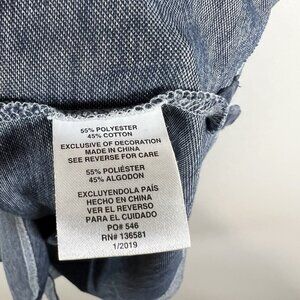 55% POLYESTER
45% COTTON
EXCLUSIVE OF DECORATION
MADE IN CHINA
SEE REVERSE FOR CARE
55% POLIÉSTER
45% ALGODON
EXCLUYENDOLA PAÍS
HECHO EN CHINA
VER EL REVERSO
PARA EL CUIDADO
PO# 546
RN# 136581
1/2019